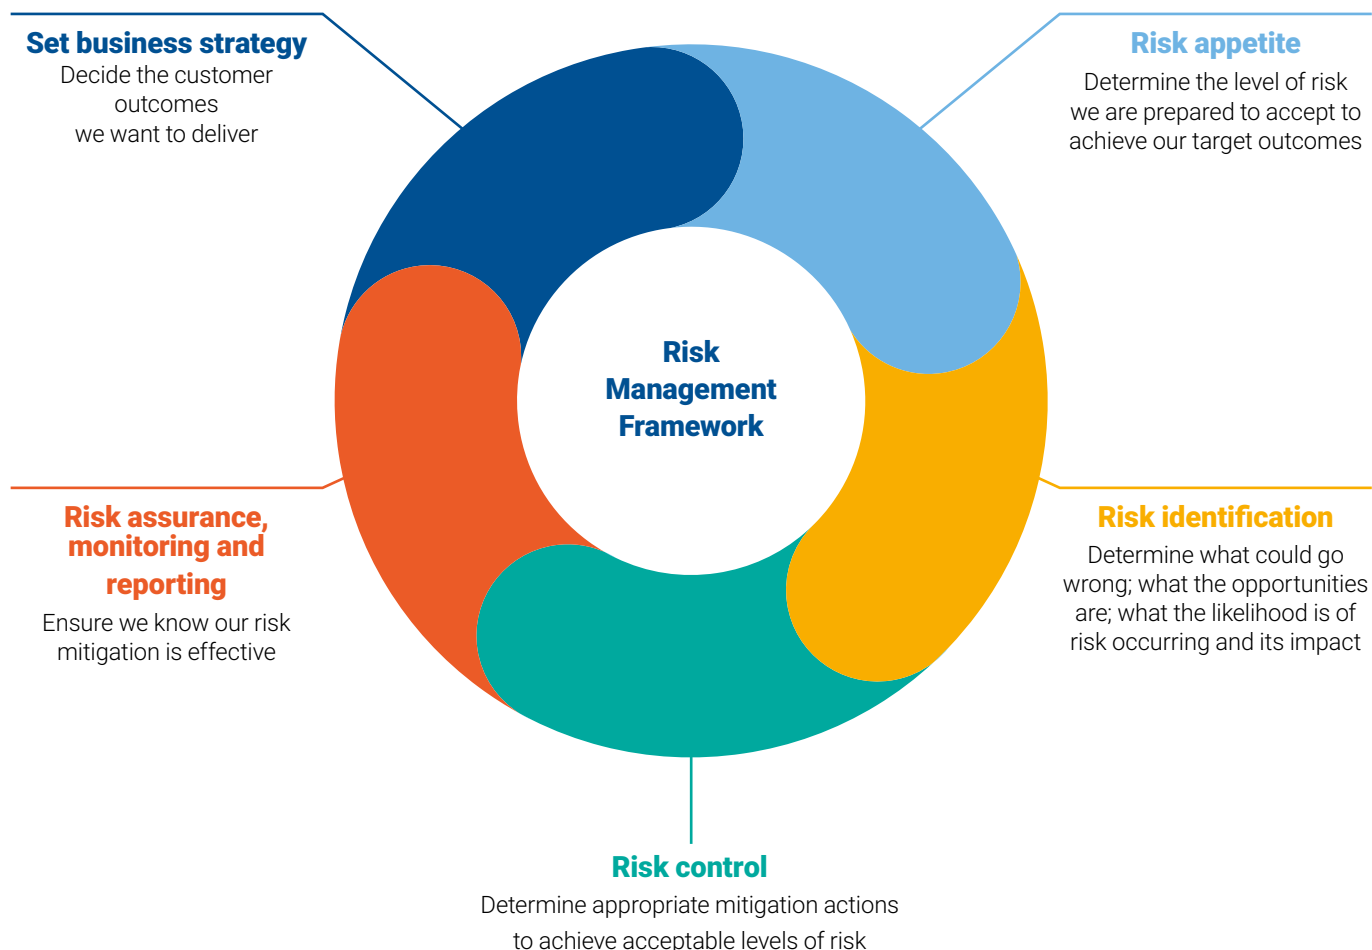 Set business strategy
Decide the customer
outcomes
we want to deliver
Risk appetite
Determine the level of risk
we are prepared to accept to
achieve our target outcomes
Risk
Management
Framework
Risk assurance,
monitoring and
reporting
Ensure we know our risk
mitigation is effective
Risk identification
Determine what could go
wrong; what the opportunities
are; what the likelihood is of
risk occurring and its impact
Risk control
Determine appropriate mitigation actions
to achieve acceptable levels of risk